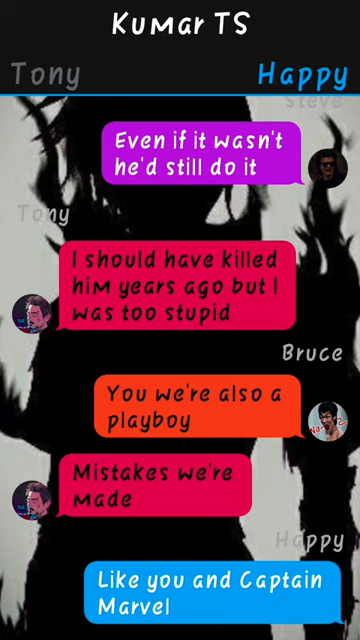 Kumar TS
Tony
Happy
Steve
Even if it wasn't
he'd still do it
Tony
I should have killed
him years ago but I
was too stupid
Bruce
You we're also a
playboy
Mistakes we're
made
Happy
Like you and Captain
Marvel